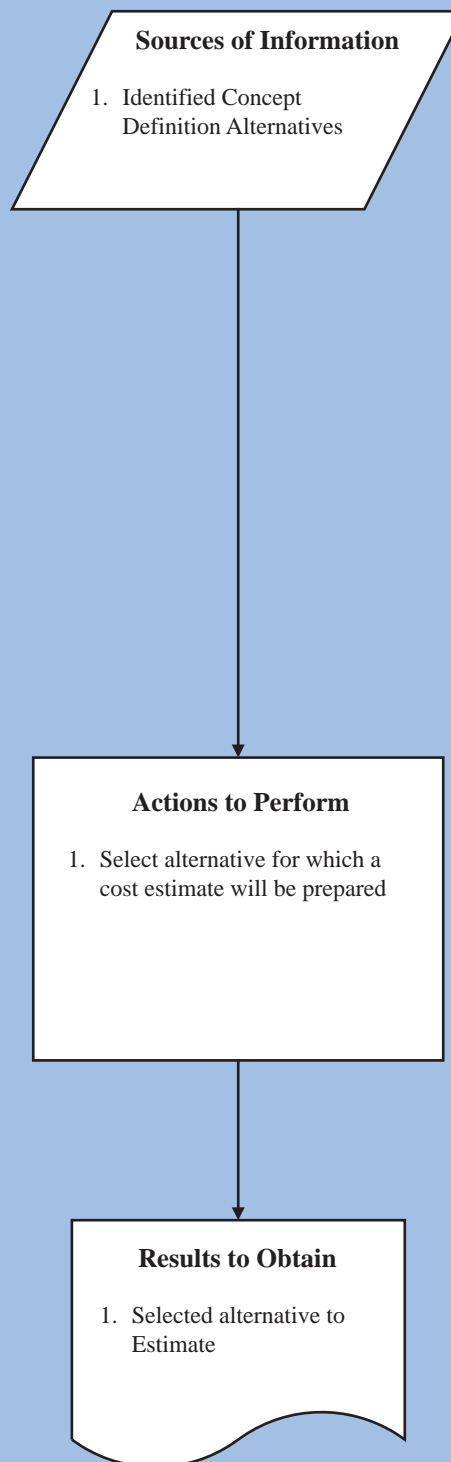 Sources of Information
1. Identified Concept
Definition Alternatives
Actions to Perform
1. Select alternative for which a
cost estimate will be prepared
Results to Obtain
1. Selected alternative to
Estimate